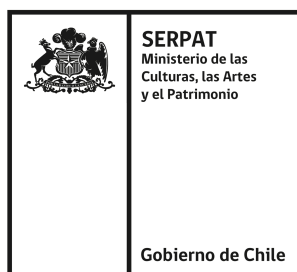 SERPAT
Ministerio de las
Culturas, las Artes
y el Patrimonio
Gobierno de Chile